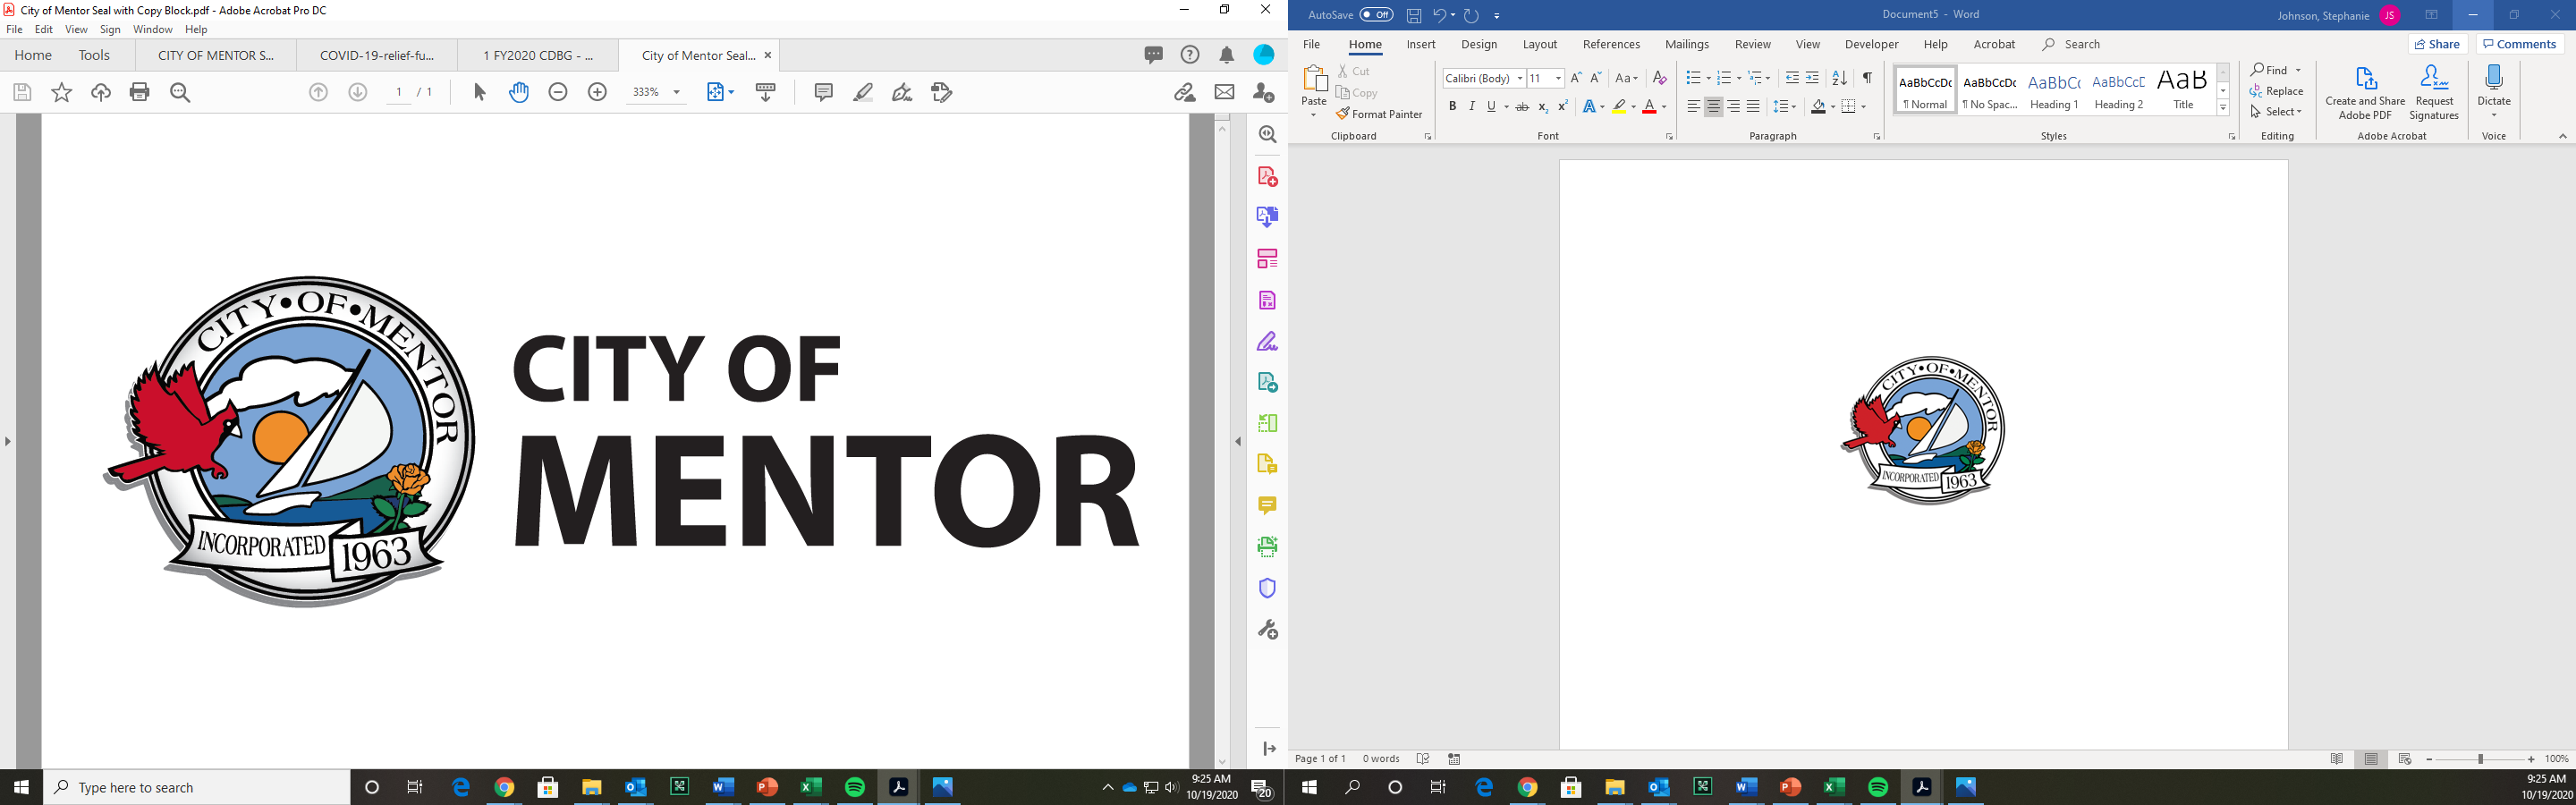 City of Mentor Seal with Copy Block.pdf - Adobe Acrobat Pro DC
File Edit View Sign Window Help
Home Tools CITY OF MENTOR S... COVID-19-relief-fu... 1 FY2020 CDBG - ... City of Mentor Seal... ×
1 / 1 333%
CITY•OF•MENTOR
INCORPORATED 1963
CITY OF
MENTOR
Type here to search
9:25 AM
10/19/2020
20
AutoSave Off
Document5 - Word
Johnson, Stephanie JS
File Home Insert Design Layout References Mailings Review View Developer Help Acrobat Search Share Comments
Paste
Cut
Copy
Format Painter
Clipboard
Calibri (Body) 11 A A Aa A
B I U ab x2 x2 A A
Font
Paragraph
AaBbCcDc AaBbCcDc AaBbCc AaBbCcD AaB
¶ Normal ¶ No Spac... Heading 1 Heading 2 Title
Styles
Find
Replace
Select
Editing
Create and Share
Adobe PDF
Request
Signatures
Adobe Acrobat
Dictate
Voice
CITY•OF•MENTOR
INCORPORATED 1963
Page 1 of 1 0 words
100%
9:25 AM
10/19/2020